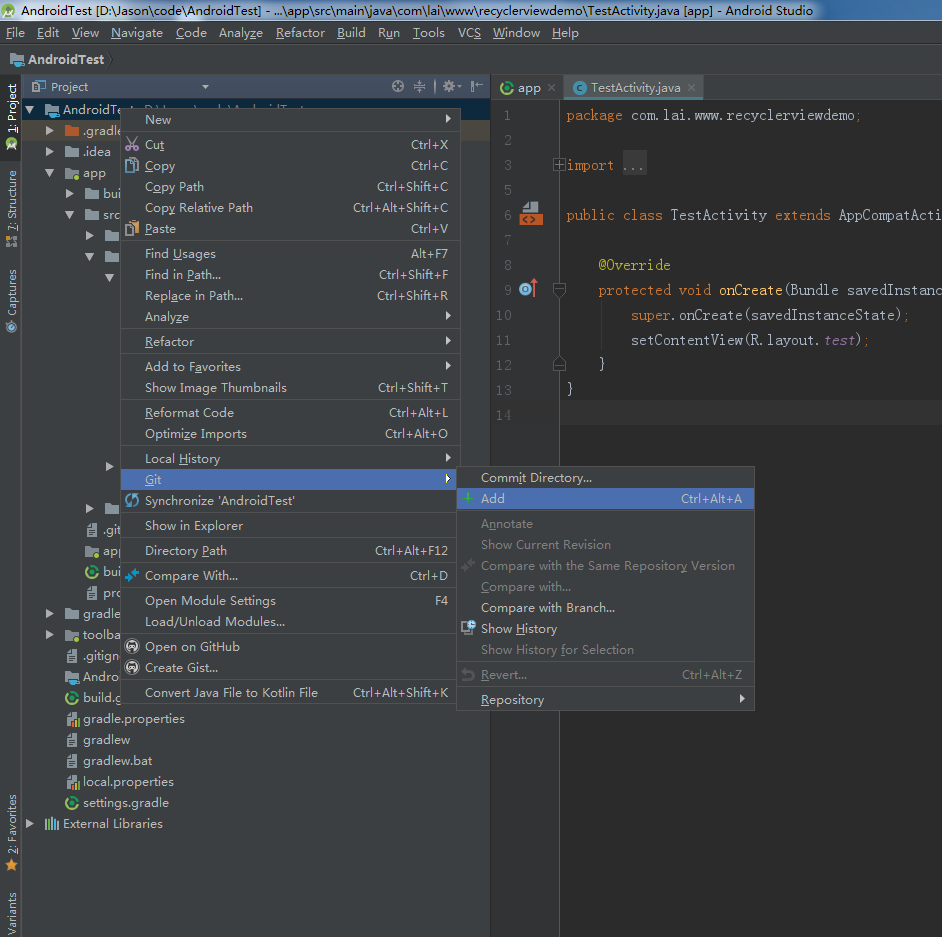 AndroidTest [D:\Jason\code\AndroidTest] - ...\app\src\main\java\com\lai\www\recyclerviewdemo\TestActivity.java [app] - Android Studio
File Edit View Navigate Code Analyze Refactor Build Run Tools VCS Window Help
AndroidTest
1: Project
7: Structure
Captures
2: Favorites
Variants
Project
AndroidTest
.gradle
.idea
app
bui
src
.git
app
bui
pro
gradle
toolba
.gitign
Andro
build.g
gradle.properties
gradlew
gradlew.bat
local.properties
settings.gradle
External Libraries
New
Cut Ctrl+X
Copy Ctrl+C
Copy Path Ctrl+Shift+C
Copy Relative Path Ctrl+Alt+Shift+C
Paste Ctrl+V
Find Usages Alt+F7
Find in Path... Ctrl+Shift+F
Replace in Path... Ctrl+Shift+R
Analyze
Refactor
Add to Favorites
Show Image Thumbnails Ctrl+Shift+T
Reformat Code Ctrl+Alt+L
Optimize Imports Ctrl+Alt+O
Local History
Git
Synchronize 'AndroidTest'
Show in Explorer
Directory Path Ctrl+Alt+F12
Compare With... Ctrl+D
Open Module Settings F4
Load/Unload Modules...
Open on GitHub
Create Gist...
Convert Java File to Kotlin File Ctrl+Alt+Shift+K
Commit Directory...
Add Ctrl+Alt+A
Annotate
Show Current Revision
Compare with the Same Repository Version
Compare with...
Compare with Branch...
Show History
Show History for Selection
Revert... Ctrl+Alt+Z
Repository
app TestActivity.java
1 package com.lai.www.recyclerviewdemo;
2
3 import ...
5
6 public class TestActivity extends AppCompatActi
7
8 @Override
9 protected void onCreate(Bundle savedInstanc
10 super.onCreate(savedInstanceState);
11 setContentView(R.layout.test);
12 }
13 }
14